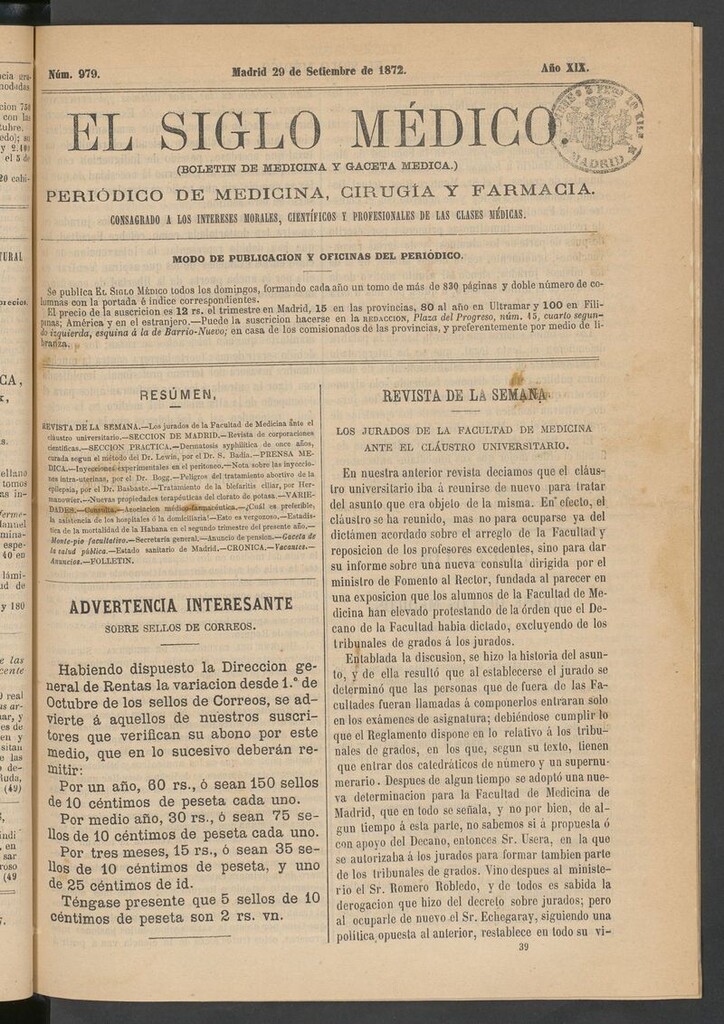 Núm. 979.
Madrid 29 de Setiembre de 1872.
Año XIX.
EL SIGLO MÉDICO.
(BOLETIN DE MEDICINA Y GACETA MEDICA.)
PERIÓDICO DE MEDICINA, CIRUGÍA Y FARMACIA.
CONSAGRADO A LOS INTERESES MORALES, CIENTÍFICOS Y PROFESIONALES DE LAS CLASES MÉDICAS.
MADRID
MODO DE PUBLICACION Y OFICINAS DEL PERIÓDICO.
Se publica EL SIGLO MÉDICO todos los domingos, formando cada año un tomo de más de 830 páginas y doble número de co-
lumnas con la portada é índice correspondientes.
El precio de la suscricion es 12 rs. el trimestre en Madrid, 15 en las provincias, 80 al año en Ultramar y 100 en Fili-
pinas; América y en el estranjero.—Puede la suscricion hacerse en la REDACCION, Plaza del Progreso, núm. 15, cuarto segun-
do izquierda, esquina á la de Barrio-Nuevo; en casa de los comisionados de las provincias, y preferentemente por medio de li-
branza.
RESÚMEN.
REVISTA DE LA SEMANA.—Los jurados de la Facultad de Medicina ante el
cláustro universitario.—SECCION DE MADRID.—Revista de corporaciones
científicas.—SECCION PRACTICA.—Dermatosis syphilitica de once años,
curada segun el método del Dr. Lewin, por el Dr. S. Badia.—PRENSA ME-
DICA.—Inyecciones experimentales en el peritoneo.—Nota sobre las inyeccio-
nes intra-uterinas, por el Dr. Bogg.—Peligros del tratamiento abortivo de la
epilepsia, por el Dr. Basbaste.—Tratamiento de la blefaritis ciliar, por Her-
manowier.—Nuevas propiedades terapéuticas del clorato de potasa.—VARIE-
DADES.—Consulta.—Asociacion médico-farmacéutica.—¿Cuál es preferible,
la asistencia de los hospitales ó la domiciliaria!—Esto es vergonzoso.—Estadis-
tica de la mortalidad de la Habana en el segundo trimestre del presente año.—
Monte-pio facultativo.—Secretaría general.—Anuncio de pension.—Gaceta de
la salud pública.—Estado sanitario de Madrid.—CRONICA.—Vacantes.—
Anuncios.—FOLLETIN.
ADVERTENCIA INTERESANTE
SOBRE SELLOS DE CORREOS.
Habiendo dispuesto la Direccion ge-
neral de Rentas la variacion desde 1.º de
Octubre de los sellos de Correos, se ad-
vierte á aquellos de nuestros suscri-
tores que verifican su abono por este
medio, que en lo sucesivo deberán re-
mitir:
Por un año, 60 rs., ó sean 150 sellos
de 10 céntimos de peseta cada uno.
Por medio año, 30 rs., ó sean 75 se-
llos de 10 céntimos de peseta cada uno.
Por tres meses, 15 rs., ó sean 35 se-
llos de 10 céntimos de peseta, y uno
de 25 céntimos de id.
Téngase presente que 5 sellos de 10
céntimos de peseta son 2 rs. vn.
REVISTA DE LA SEMANA
LOS JURADOS DE LA FACULTAD DE MEDICINA
ANTE EL CLÁUSTRO UNIVERSITARIO.
En nuestra anterior revista decíamos que el cláus-
tro universitario iba á reunirse de nuevo para tratar
del asunto que era objeto de la misma. En efecto, el
cláustro se ha reunido, mas no para ocuparse ya del
dictámen acordado sobre el arreglo de la Facultad y
reposicion de los profesores excedentes, sino para dar
su informe sobre una nueva consulta dirigida por el
ministro de Fomento al Rector, fundada al parecer en
una exposicion que los alumnos de la Facultad de Me-
dicina han elevado protestando de la órden que el De-
cano de la Facultad habia dictado, excluyendo de los
tribunales de grados á los jurados.
Entablada la discusion, se hizo la historia del asun-
to, y de ella resultó que al establecerse el jurado se
determinó que las personas que de fuera de las Fa-
cultades fueran llamadas á componerlos entraran solo
en los exámenes de asignatura; debiéndose cumplir lo
que el Reglamento dispone en lo relativo á los tribu-
nales de grados, en los que, segun su texto, tienen
que entrar dos catedráticos de número y un supernu-
merario. Despues de algun tiempo se adoptó una nue-
va determinacion para la Facultad de Medicina de
Madrid, que en todo se señala, y no por bien, de al-
gun tiempo á esta parte, no sabemos si á propuesta ó
con apoyo del Decano, entonces Sr. Usera, en la que
se autorizaba á los jurados para formar tambien parte
de los tribunales de grados. Vino despues al ministe-
rio el Sr. Romero Robledo, y de todos es sabida la
derogacion que hizo del decreto sobre jurados; pero
al ocuparle de nuevo el Sr. Echegaray, siguiendo una
política opuesta al anterior, restablece en todo su vi-
39